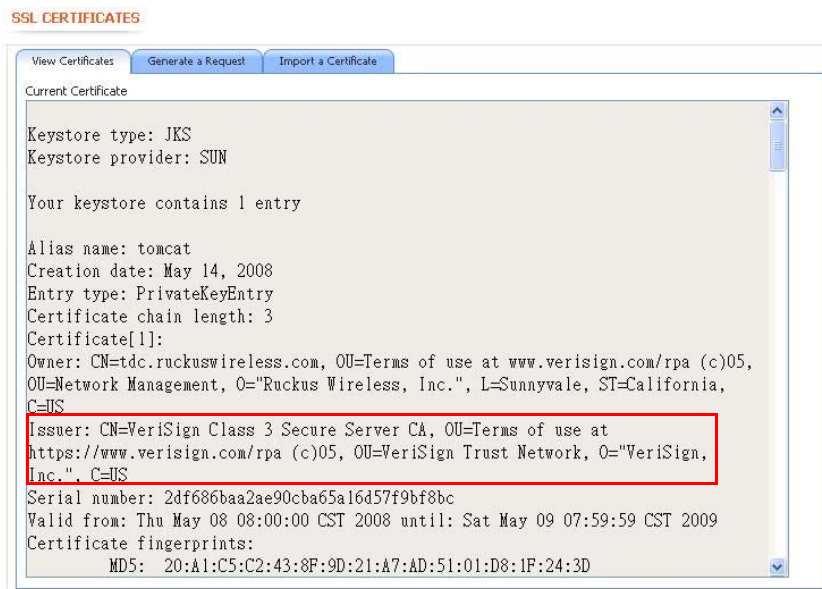 SSL CERTIFICATES
View Certificates Generate a Request Import a Certificate
Current Certificate
Keystore type: JKS
Keystore provider: SUN
Your keystore contains 1 entry
Alias name: tomcat
Creation date: May 14, 2008
Entry type: PrivateKeyEntry
Certificate chain length: 3
Certificate[1]:
Owner: CN=tdc.ruckuswireless.com, OU=Terms of use at www.verisign.com/rpa (c)05,
OU=Network Management, O="Ruckus Wireless, Inc.", L=Sunnyvale, ST=California,
C=US
Issuer: CN=VeriSign Class 3 Secure Server CA, OU=Terms of use at
https://www.verisign.com/rpa (c)05, OU=VeriSign Trust Network, O="VeriSign,
Inc.", C=US
Serial number: 2df686baa2ae90cba65a16d57f9bf8bc
Valid from: Thu May 08 08:00:00 CST 2008 until: Sat May 09 07:59:59 CST 2009
Certificate fingerprints:
MD5: 20:A1:C5:C2:43:8F:9D:21:A7:AD:51:01:D8:1F:24:3D